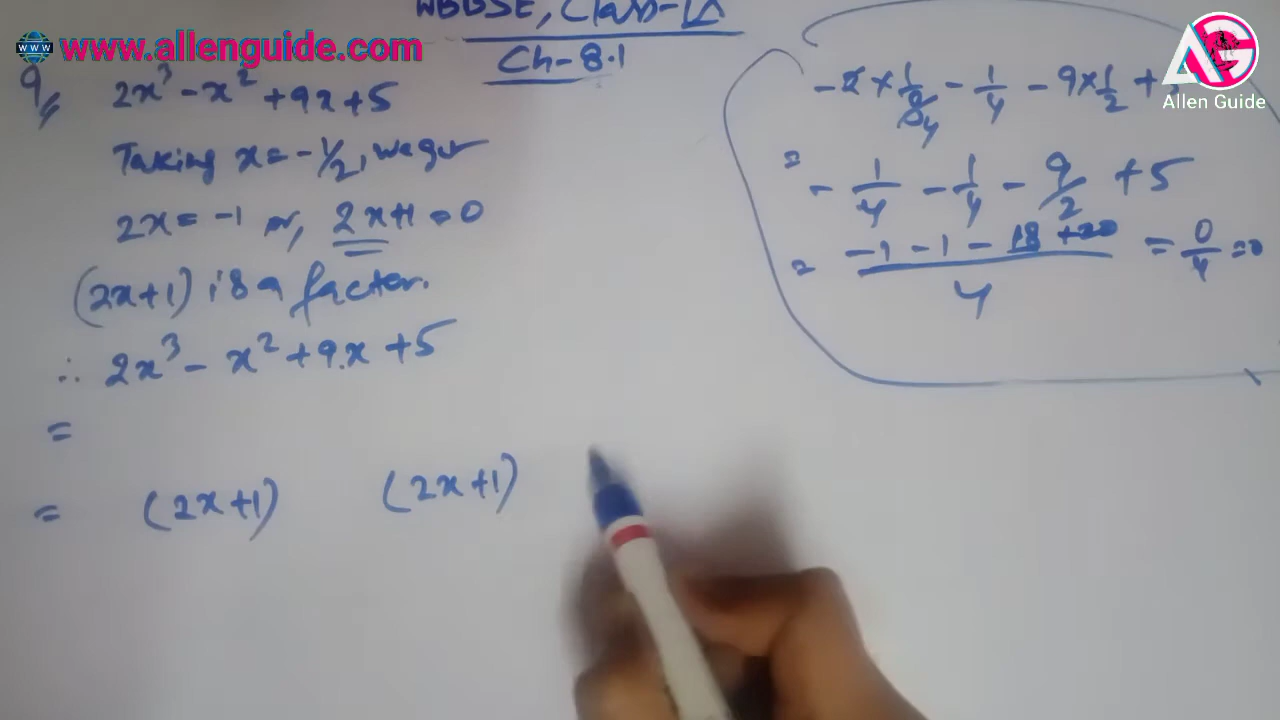 WBBSE, Class-IX
www.allenguide.com
Ch-8.1
Allen Guide
9, 2x³ - x² + 9x + 5
Taking x = -1/2, we get
2x = -1 or, 2x+1 = 0
(2x+1) is a factor.
∴ 2x³ - x² + 9.x + 5
=
= (2x+1) (2x+1)
- 2 × 1/8 4 - 1/4 - 9 × 1/2 +
= - 1/4 - 1/4 - 9/2 + 5
= (-1 - 1 - 18 + 20)/4 = 0/4 = 0